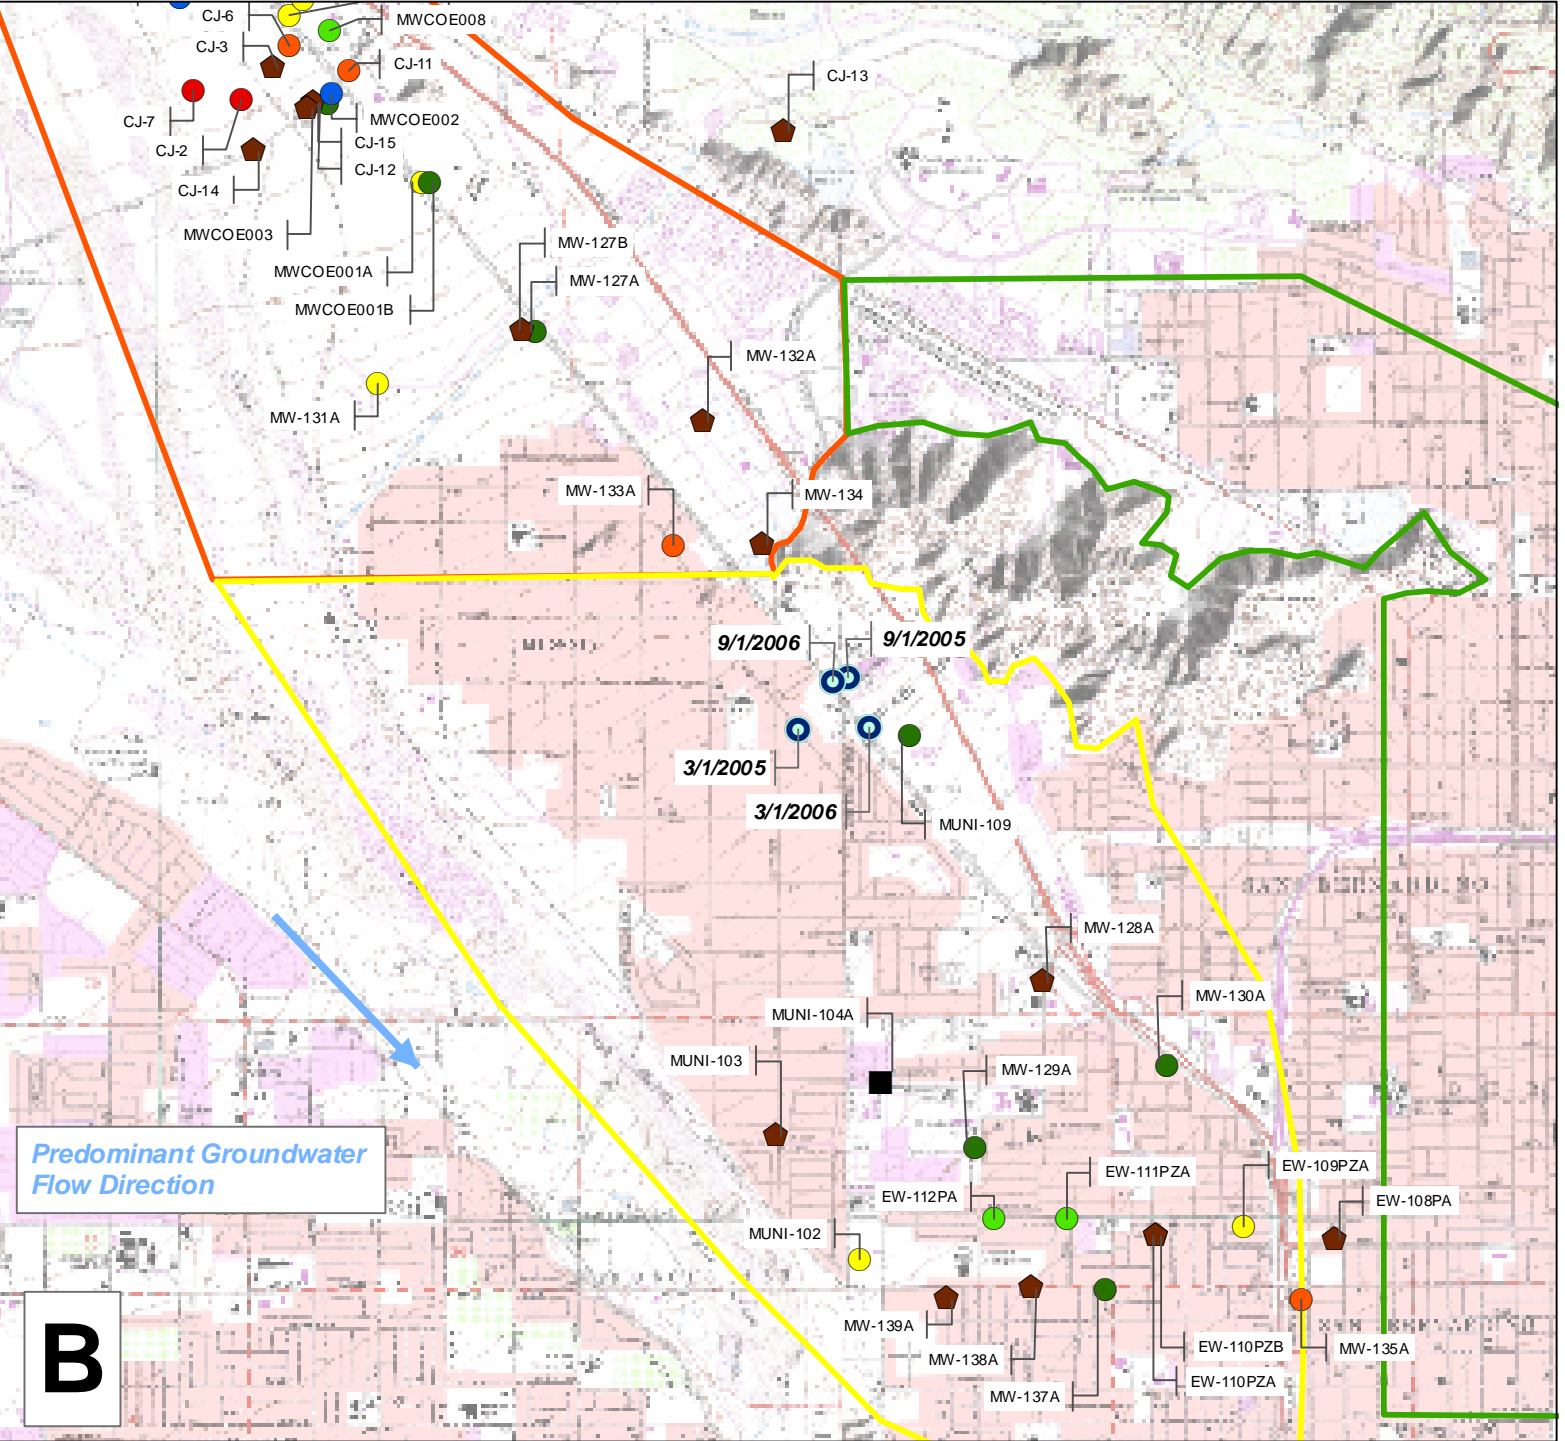 CJ-6
MWCOE008
CJ-3
CJ-11
CJ-13
CJ-7
MWCOE002
CJ-2
CJ-15
CJ-12
CJ-14
MWCOE003
MW-127B
MWCOE001A
MW-127A
MWCOE001B
MW-132A
MW-131A
MW-133A
MW-134
9/1/2006
9/1/2005
3/1/2005
3/1/2006
MUNI-109
MW-128A
MW-130A
MUNI-104A
MUNI-103
MW-129A
Predominant Groundwater
Flow Direction
EW-111PZA
EW-109PZA
EW-112PA
EW-108PA
MUNI-102
MW-139A
EW-110PZB
MW-135A
MW-138A
B
EW-110PZA
MW-137A